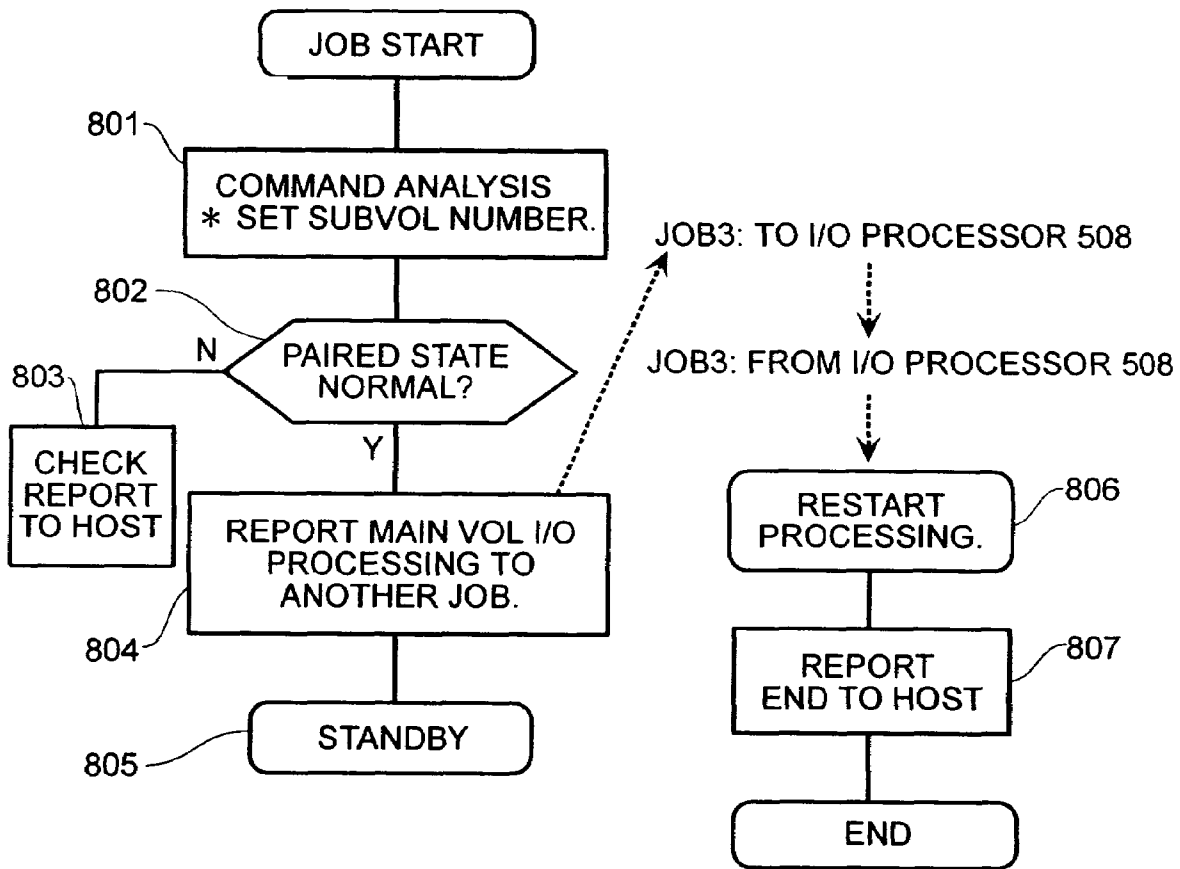 JOB START
801
COMMAND ANALYSIS
* SET SUBVOL NUMBER.
802
PAIRED STATE
NORMAL?
N
Y
803
CHECK
REPORT
TO HOST
REPORT MAIN VOL I/O
PROCESSING TO
ANOTHER JOB.
804
STANDBY
805
JOB3: TO I/O PROCESSOR 508
JOB3: FROM I/O PROCESSOR 508
RESTART
PROCESSING.
806
REPORT
END TO HOST
807
END